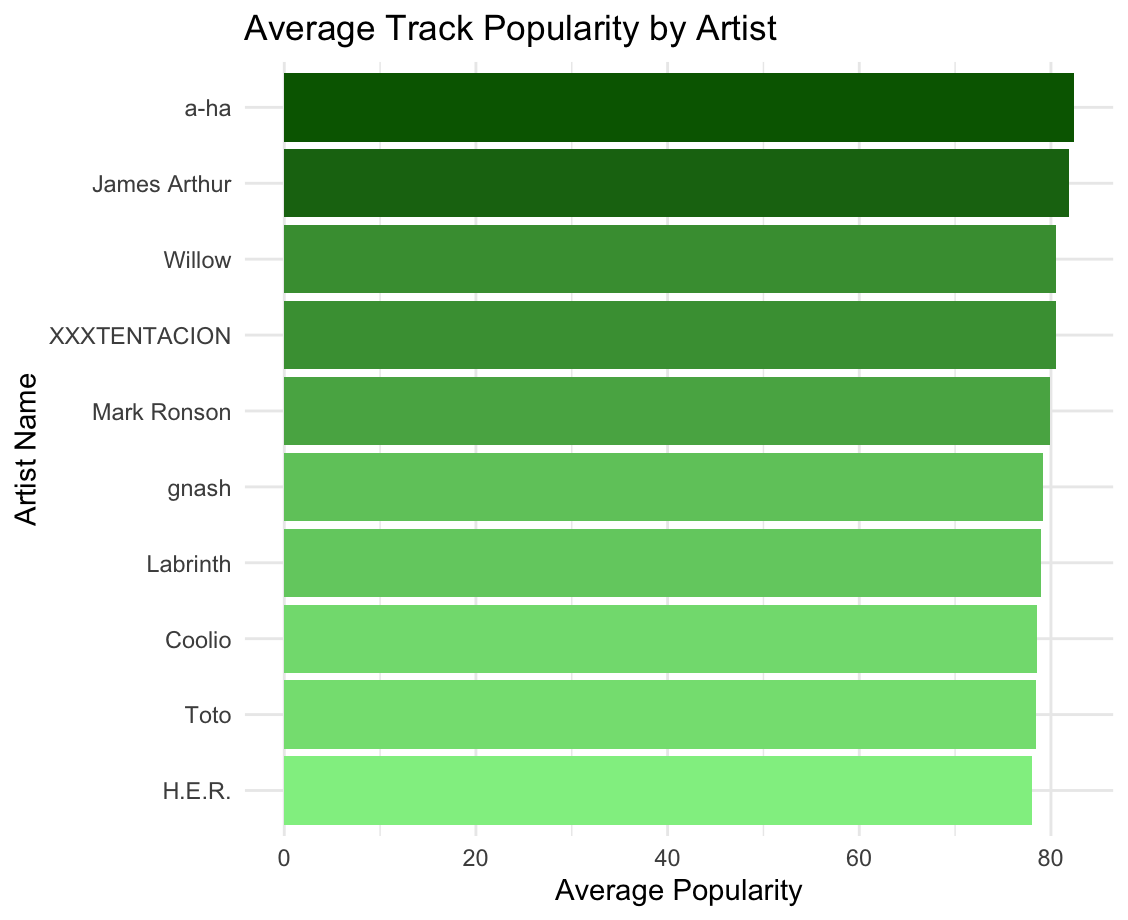 Average Track Popularity by Artist
a-ha
James Arthur
Willow
XXXTENTACION
Mark Ronson
gnash
Labrinth
Coolio
Toto
H.E.R.
Artist Name
0 20 40 60 80
Average Popularity